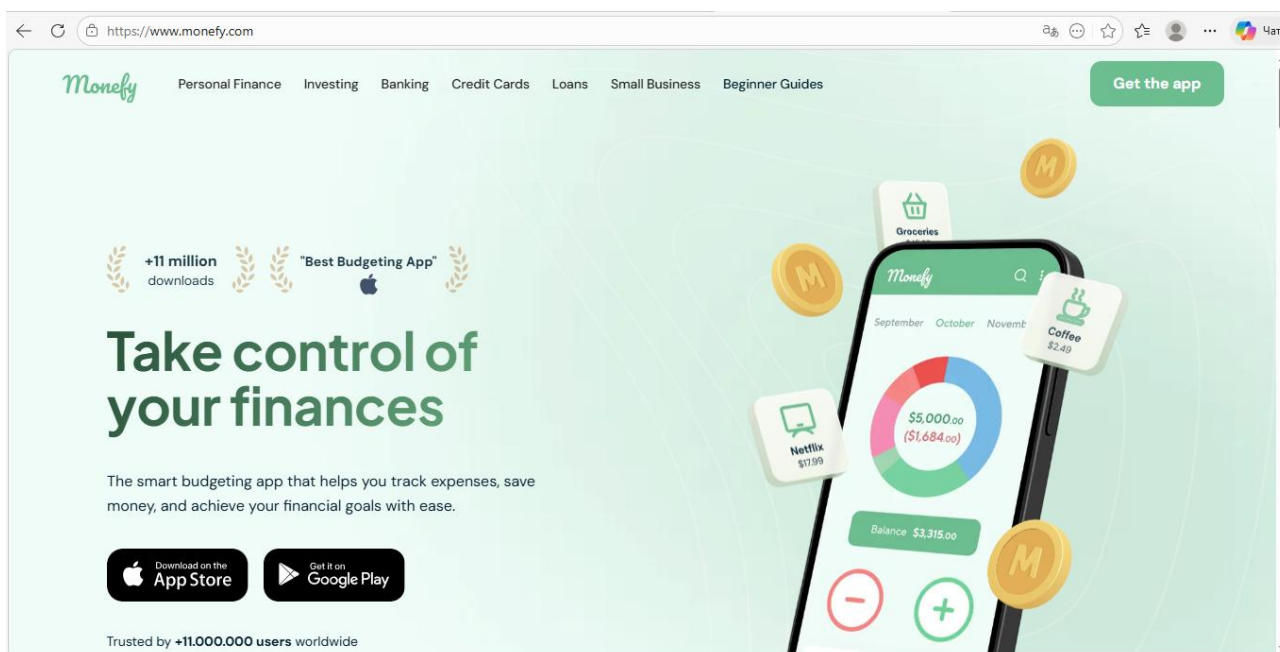 https://www.monefy.com
Чат
Monefy
Personal Finance Investing Banking Credit Cards Loans Small Business Beginner Guides
Get the app
+11 million
downloads
"Best Budgeting App"
Take control of
your finances
The smart budgeting app that helps you track expenses, save
money, and achieve your financial goals with ease.
Download on the
App Store
Get it on
Google Play
Trusted by +11.000.000 users worldwide
M
Groceries
M
Monefy
September October Novemb
Coffee
$2.49
$5,000.00
($1,684.00)
Netflix
$17.99
Balance $3,315.00
M